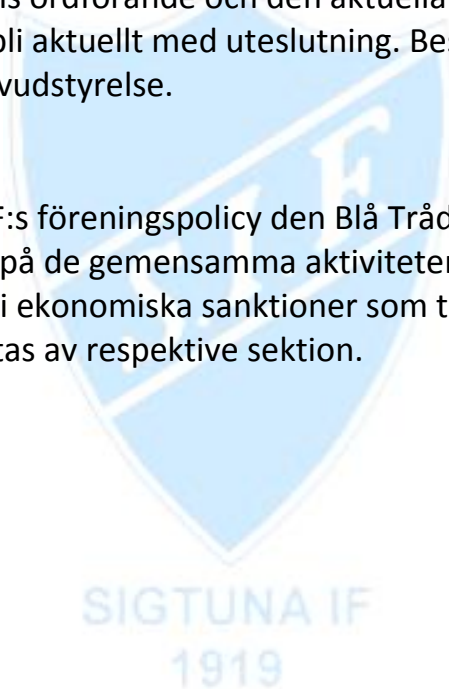 ns ordförande och den aktuella
bli aktuellt med uteslutning. Bes
vudstyrelse.
F:s föreningspolicy den Blå Tråd
på de gemensamma aktiviteter
i ekonomiska sanktioner som t
tas av respektive sektion.
S.I.F
SIGTUNA IF
1919